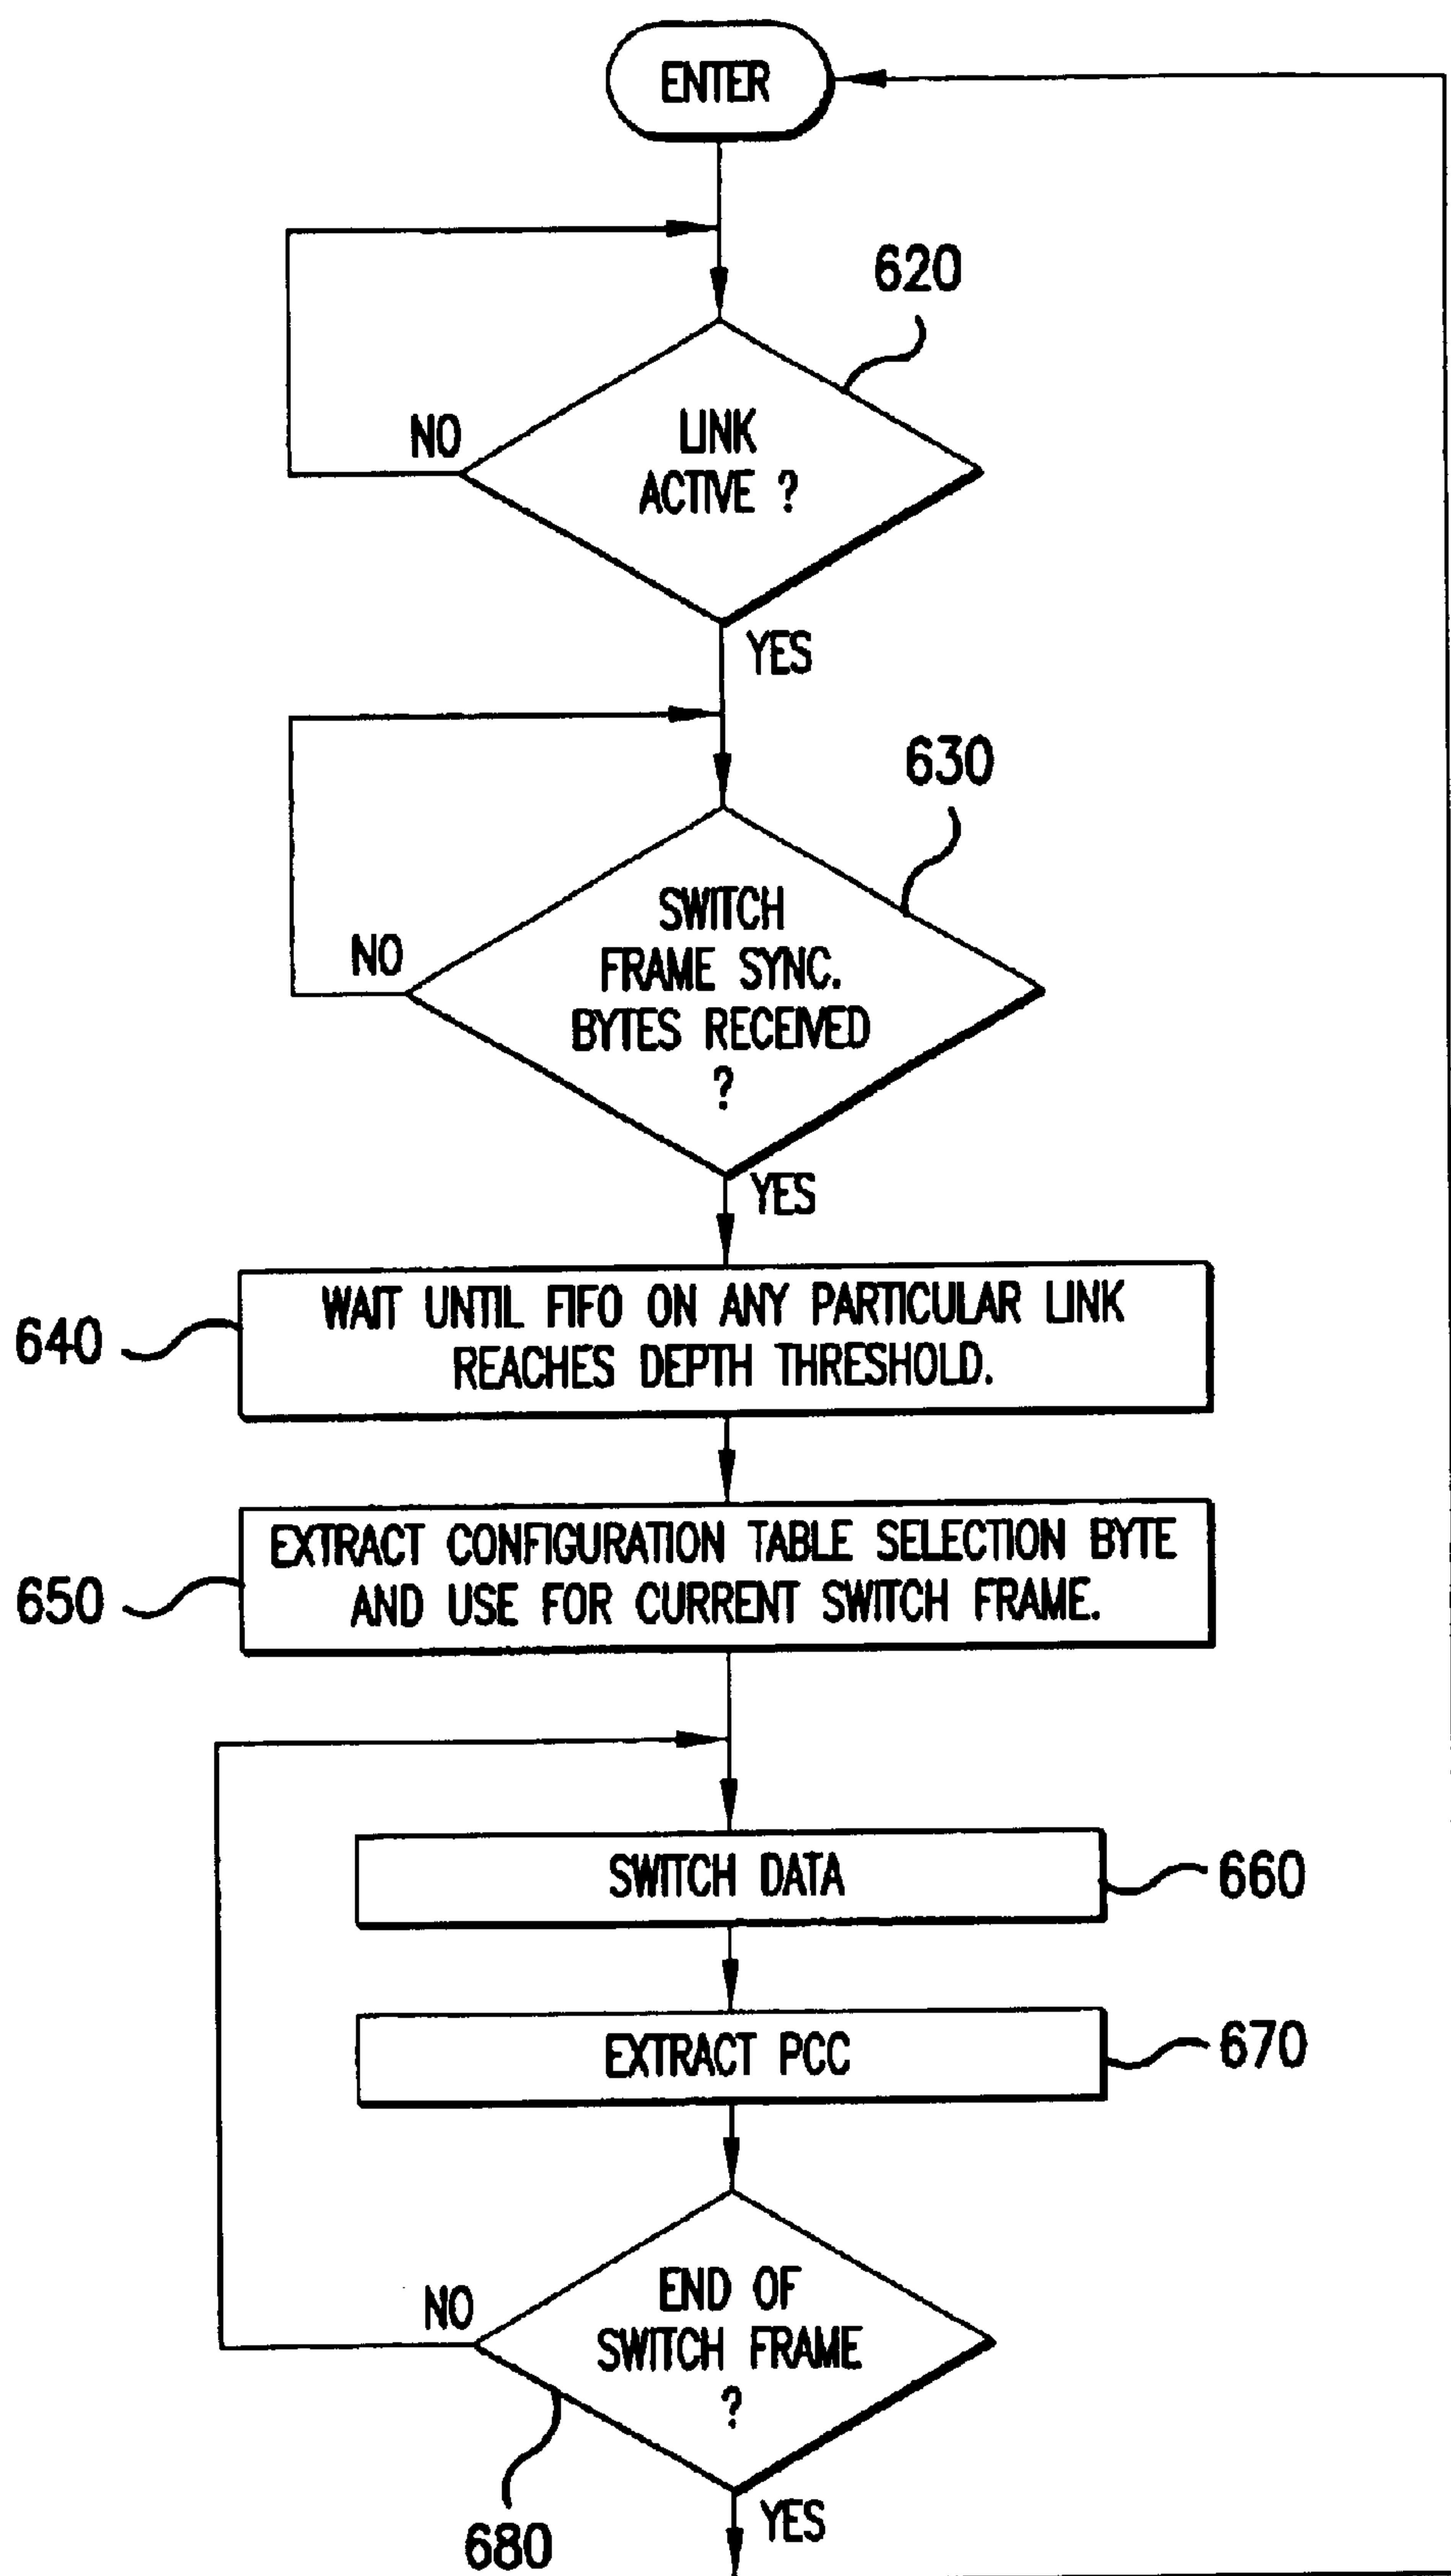 ENTER
620
LINK
ACTIVE ?
NO
YES
630
SWITCH
FRAME SYNC.
BYTES RECEIVED
?
NO
YES
640
WAIT UNTIL FIFO ON ANY PARTICULAR LINK
REACHES DEPTH THRESHOLD.
650
EXTRACT CONFIGURATION TABLE SELECTION BYTE
AND USE FOR CURRENT SWITCH FRAME.
SWITCH DATA
660
EXTRACT PCC
670
END OF
SWITCH FRAME
?
NO
680
YES